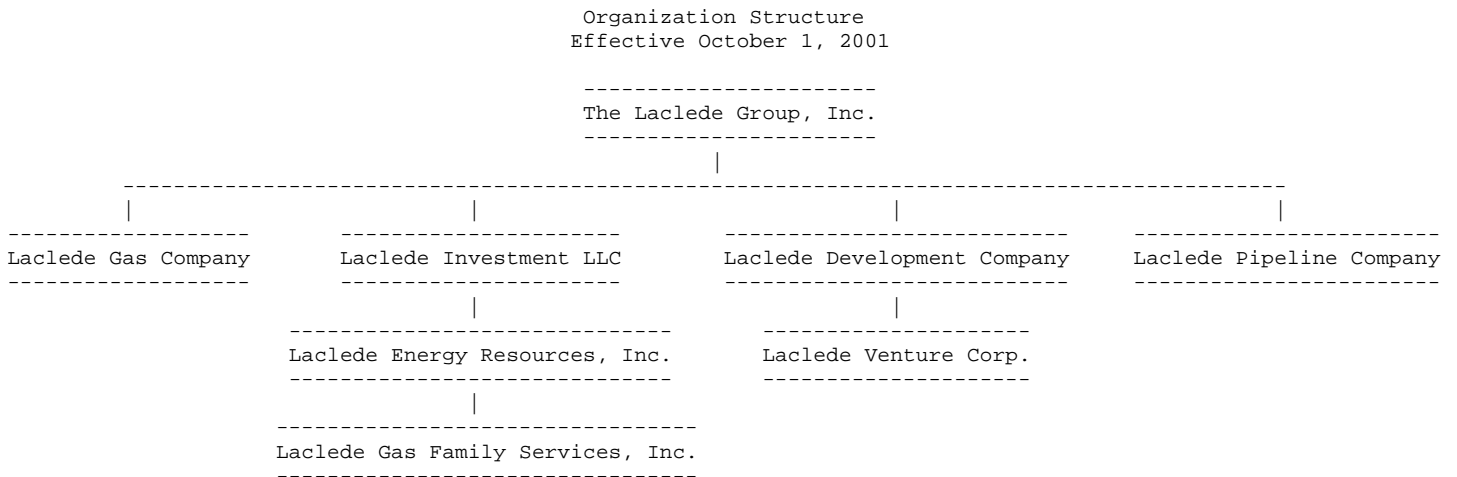 Organization Structure
Effective October 1, 2001
The Laclede Group, Inc.
Laclede Gas Company Laclede Investment LLC Laclede Development Company Laclede Pipeline Company
Laclede Energy Resources, Inc. Laclede Venture Corp.
Laclede Gas Family Services, Inc.